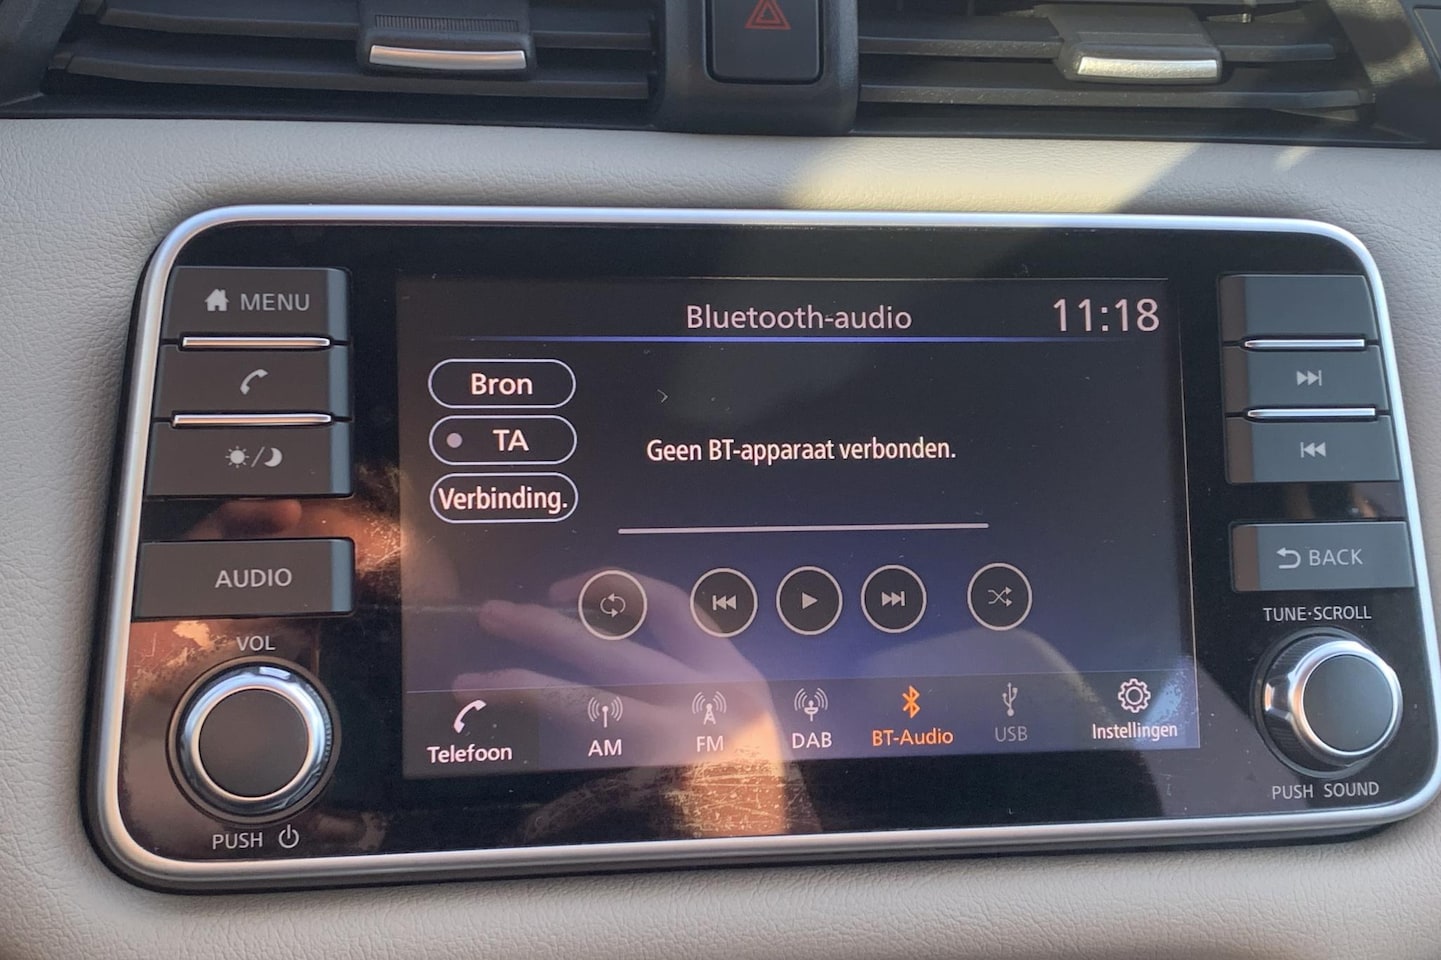 MENU
AUDIO
VOL
PUSH
Bluetooth-audio
11:18
Bron
TA
Verbinding.
Geen BT-apparaat verbonden.
Telefoon
AM
FM
DAB
BT-Audio
USB
Instellingen
BACK
TUNE·SCROLL
PUSH SOUND